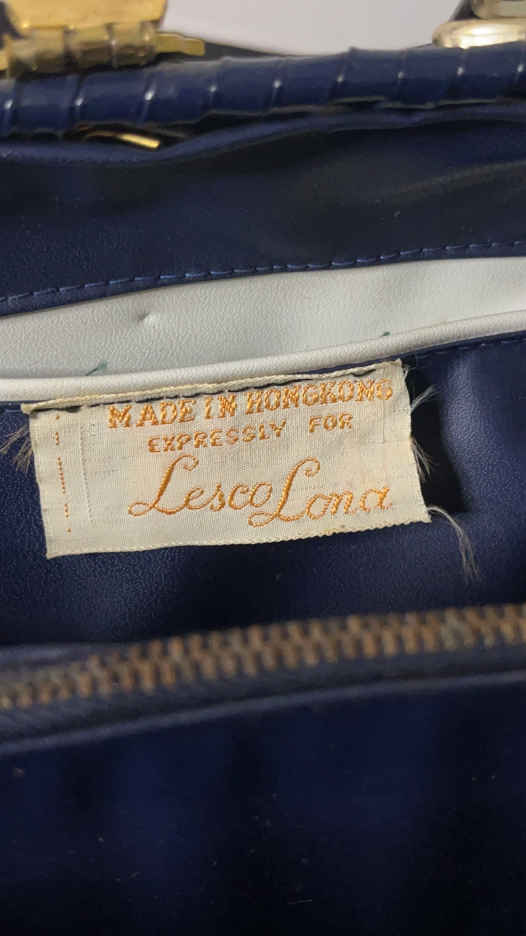 MADE IN HONGKONG
EXPRESSLY FOR
Lesco Lona